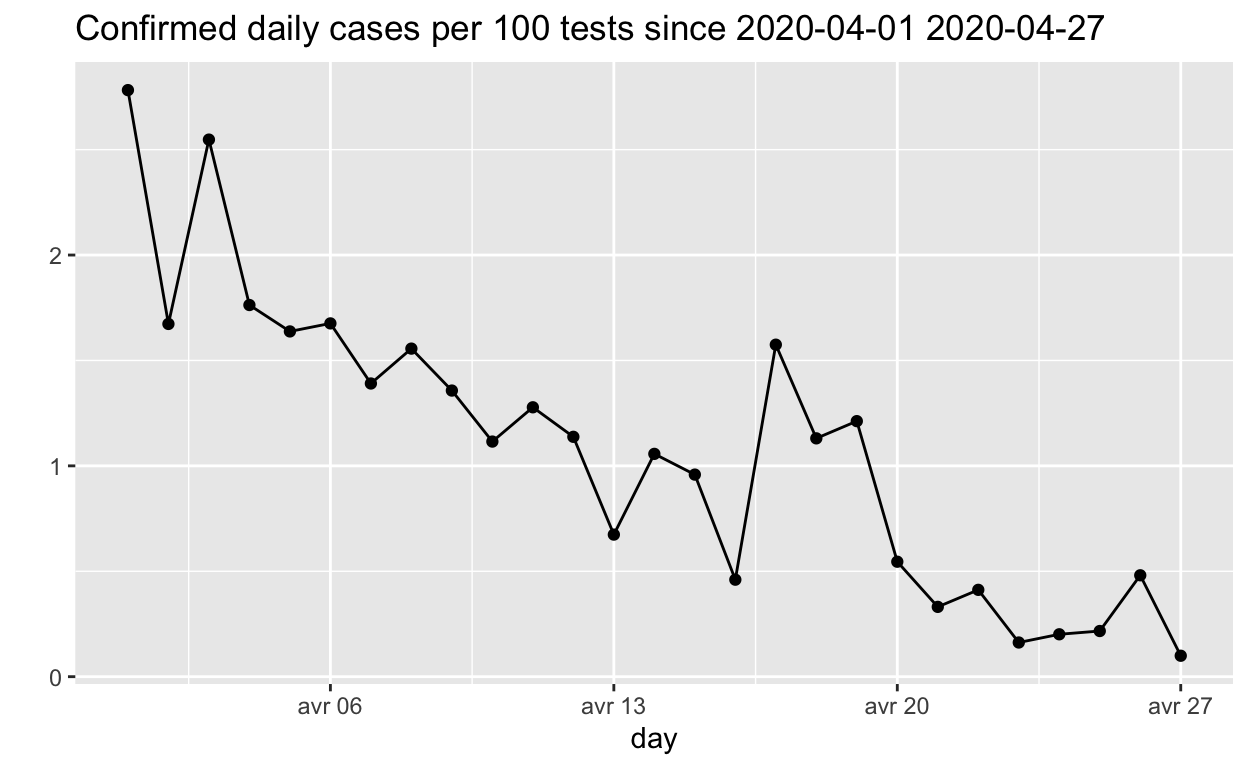 Confirmed daily cases per 100 tests since 2020-04-01 2020-04-27
2
1
0
avr 06 avr 13 avr 20 avr 27
day